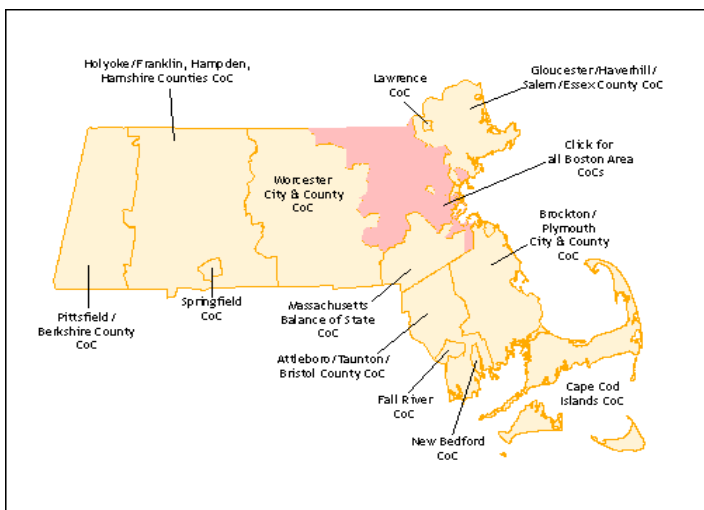 Holyoke/Franklin, Hampden,
Hamshire Counties CoC
Lawrence
CoC
Gloucester/Haverhill/
Salem/Essex County CoC
Click for
all Boston Area
CoCs
Worcester
City & County
CoC
Brockton/
Plymouth
City & County
CoC
Pittsfield /
Berkshire County
CoC
Springfield
CoC
Massachusetts
Balance of State
CoC
Attleboro/Taunton/
Bristol County CoC
Fall River
CoC
New Bedford
CoC
Cape Cod
Islands CoC